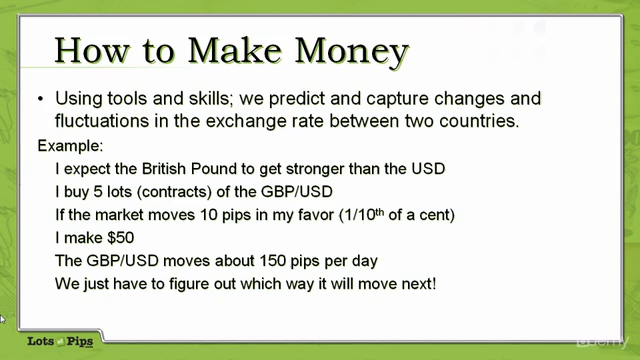 How to Make Money
• Using tools and skills; we predict and capture changes and
fluctuations in the exchange rate between two countries.
Example:
I expect the British Pound to get stronger than the USD
I buy 5 lots (contracts) of the GBP/USD
If the market moves 10 pips in my favor (1/10th of a cent)
I make $50
The GBP/USD moves about 150 pips per day
We just have to figure out which way it will move next!
Lots of Pips